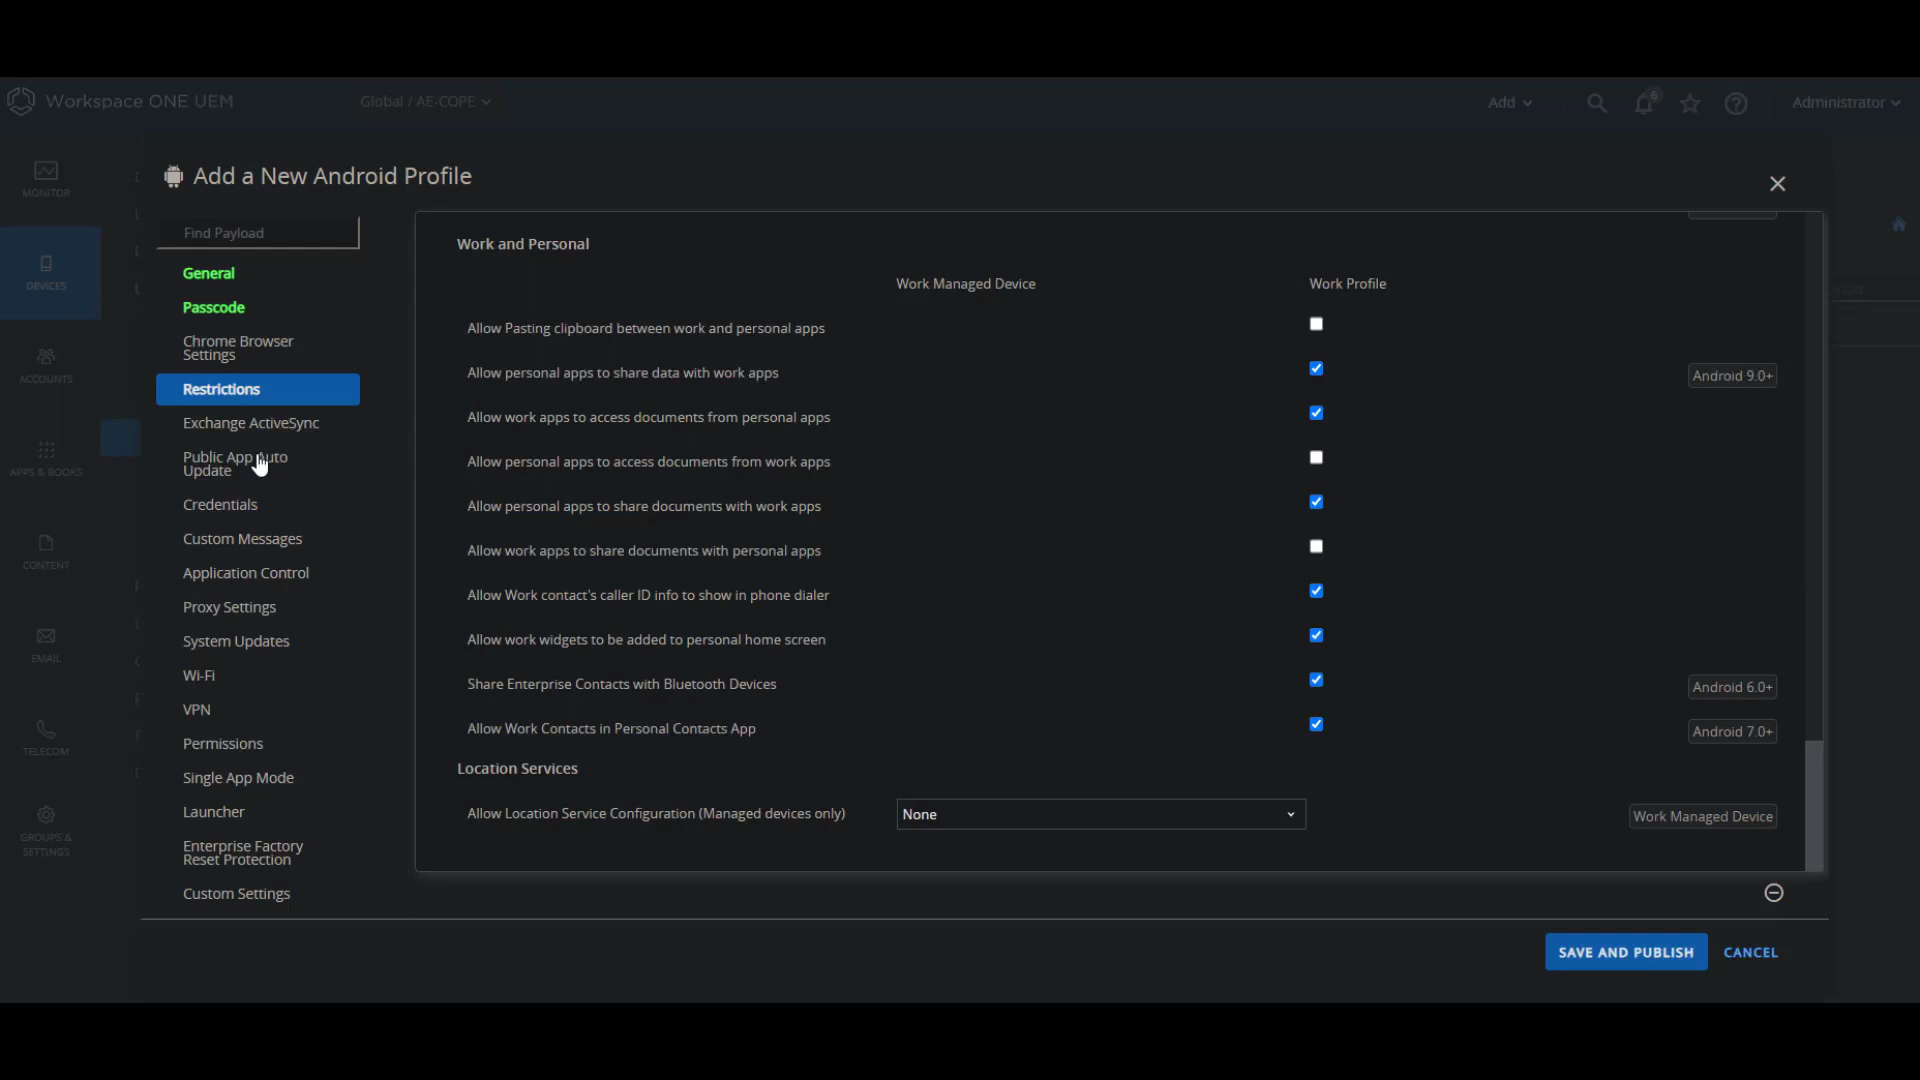 Workspace ONE UEM
Global / AE-COPE
Add
6
Administrator
Add a New Android Profile
MONITOR
DEVICES
ACCOUNTS
APPS & BOOKS
CONTENT
EMAIL
TELECOM
GROUPS &
SETTINGS
Find Payload
General
Passcode
Chrome Browser
Settings
Restrictions
Exchange ActiveSync
Public App Auto
Update
Credentials
Custom Messages
Application Control
Proxy Settings
System Updates
Wi-Fi
VPN
Permissions
Single App Mode
Launcher
Enterprise Factory
Reset Protection
Custom Settings
Work and Personal
Work Managed Device
Work Profile
Allow Pasting clipboard between work and personal apps
Allow personal apps to share data with work apps
Android 9.0+
Allow work apps to access documents from personal apps
Allow personal apps to access documents from work apps
Allow personal apps to share documents with work apps
Allow work apps to share documents with personal apps
Allow Work contact's caller ID info to show in phone dialer
Allow work widgets to be added to personal home screen
Share Enterprise Contacts with Bluetooth Devices
Android 6.0+
Allow Work Contacts in Personal Contacts App
Android 7.0+
Location Services
Allow Location Service Configuration (Managed devices only)
None
Work Managed Device
SAVE AND PUBLISH
CANCEL